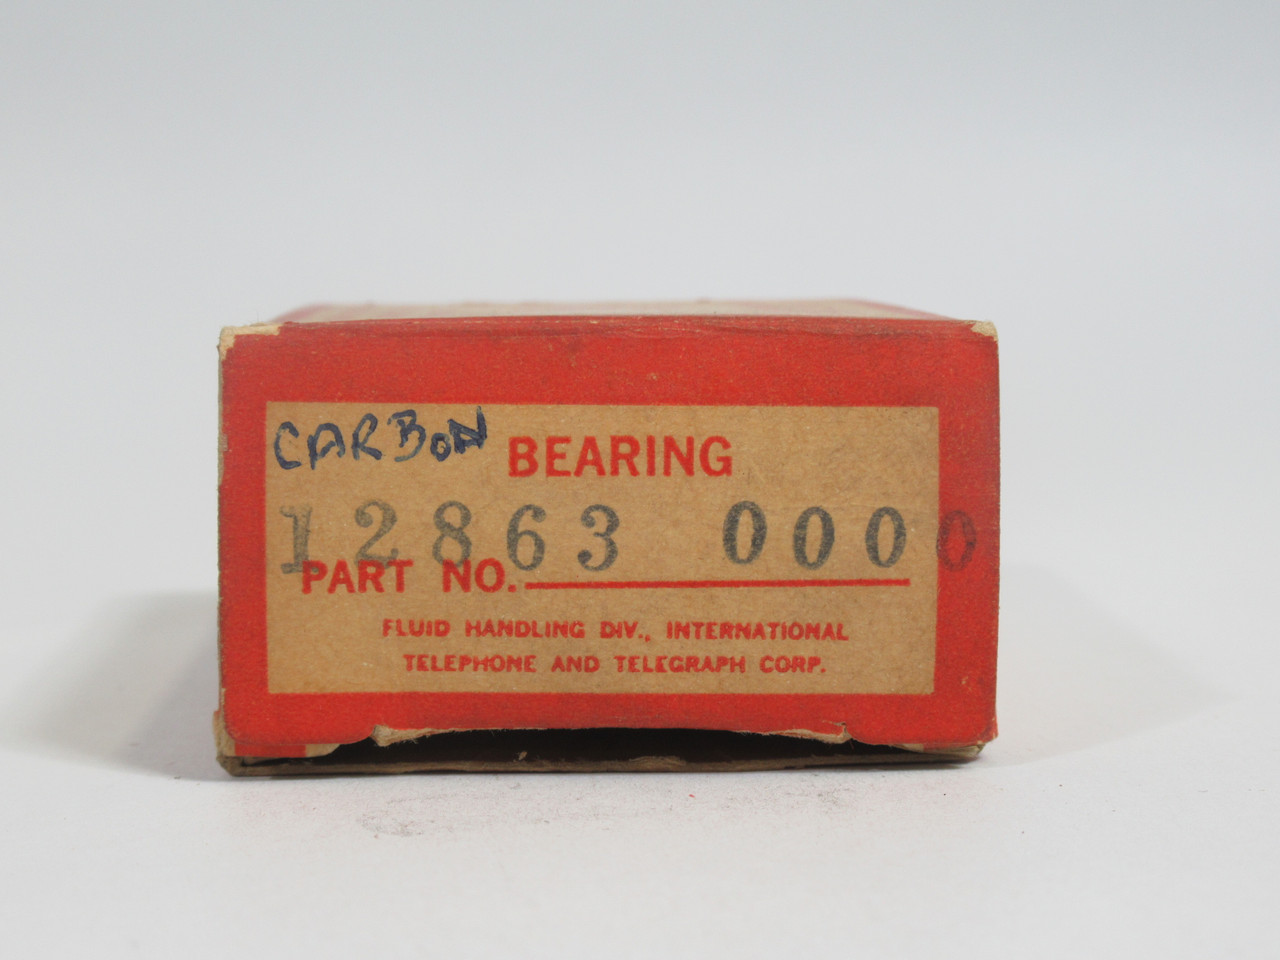 CARBON BEARING
12863 0000
PART NO.
FLUID HANDLING DIV., INTERNATIONAL
TELEPHONE AND TELEGRAPH CORP.